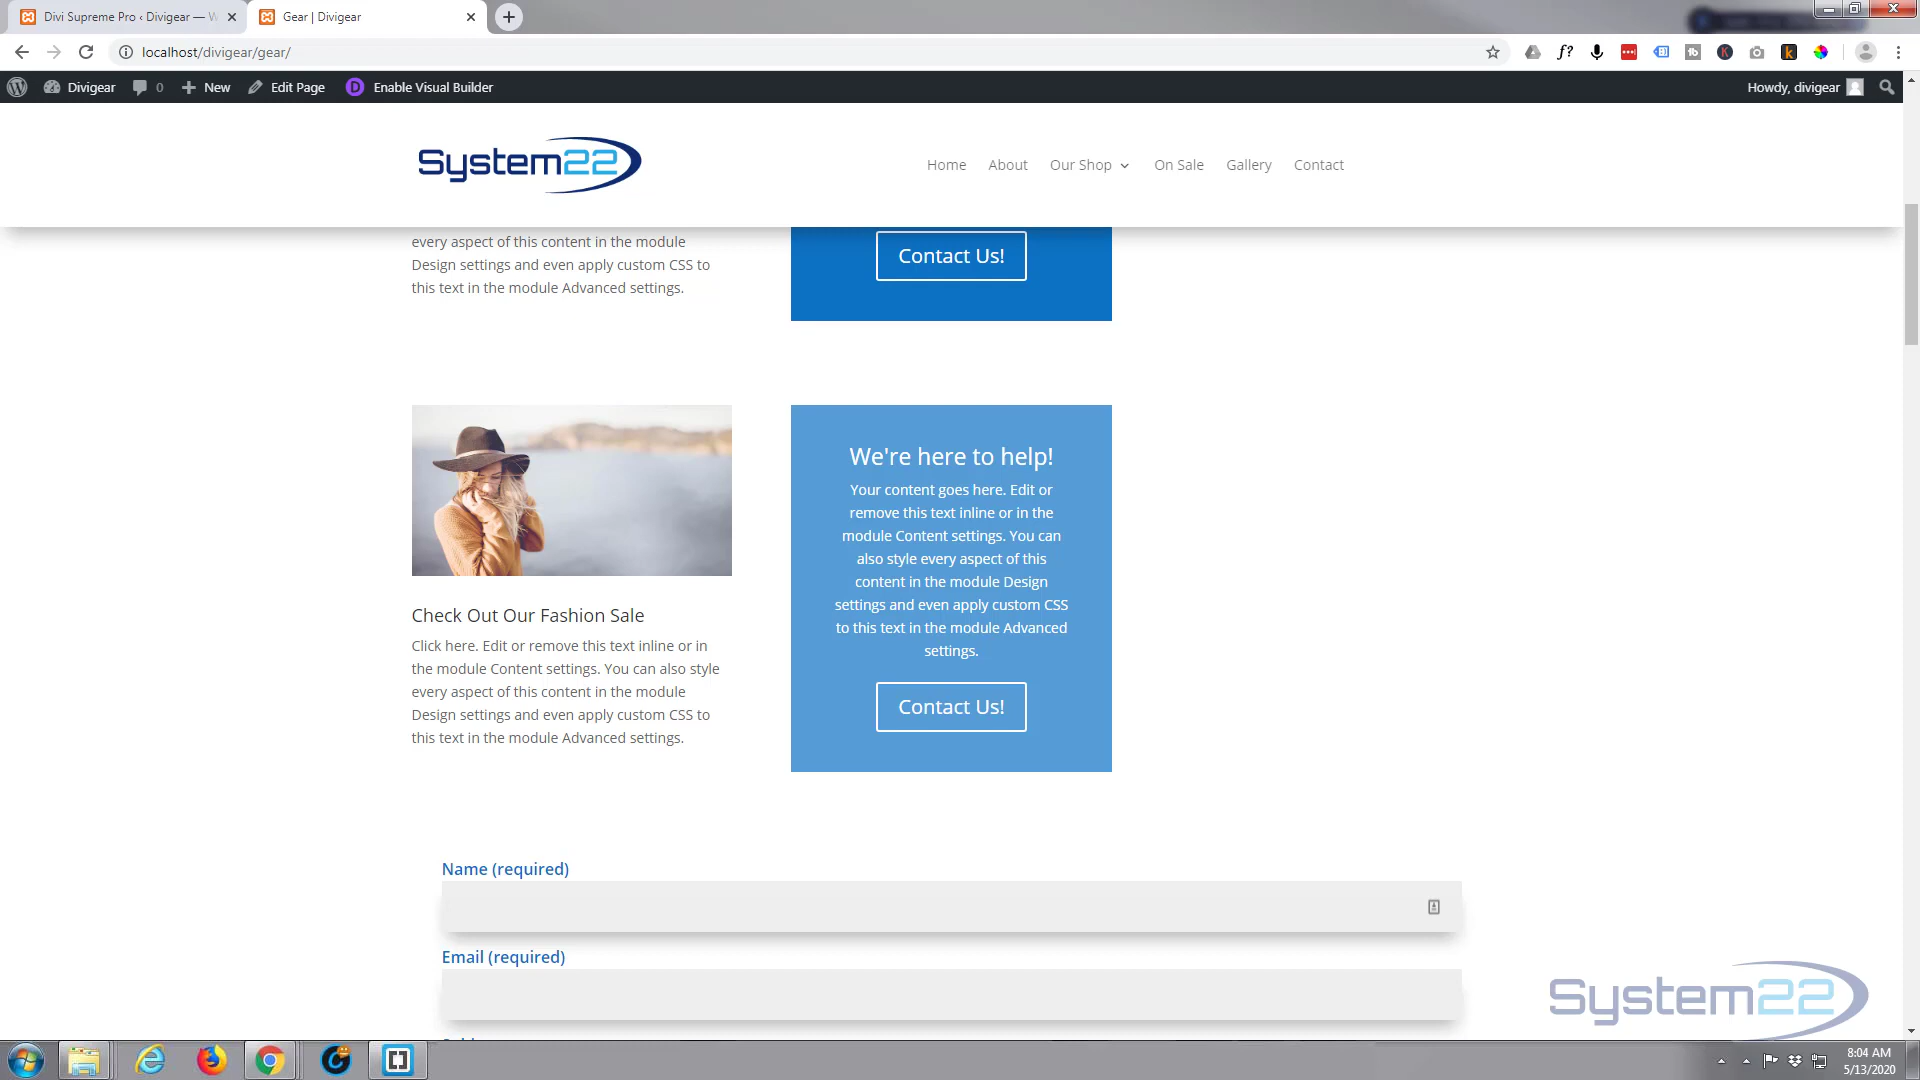 Divi Supreme Pro ‹ Divigear — W
Gear | Divigear
localhost/divigear/gear/
Divigear
0
New
Edit Page
Enable Visual Builder
Howdy, divigear
System22
Home
About
Our Shop
On Sale
Gallery
Contact
every aspect of this content in the module
Design settings and even apply custom CSS to
this text in the module Advanced settings.
Contact Us!
Check Out Our Fashion Sale
Click here. Edit or remove this text inline or in
the module Content settings. You can also style
every aspect of this content in the module
Design settings and even apply custom CSS to
this text in the module Advanced settings.
We're here to help!
Your content goes here. Edit or
remove this text inline or in the
module Content settings. You can
also style every aspect of this
content in the module Design
settings and even apply custom CSS
to this text in the module Advanced
settings.
Contact Us!
Name (required)
Email (required)
System22
8:04 AM
5/13/2020